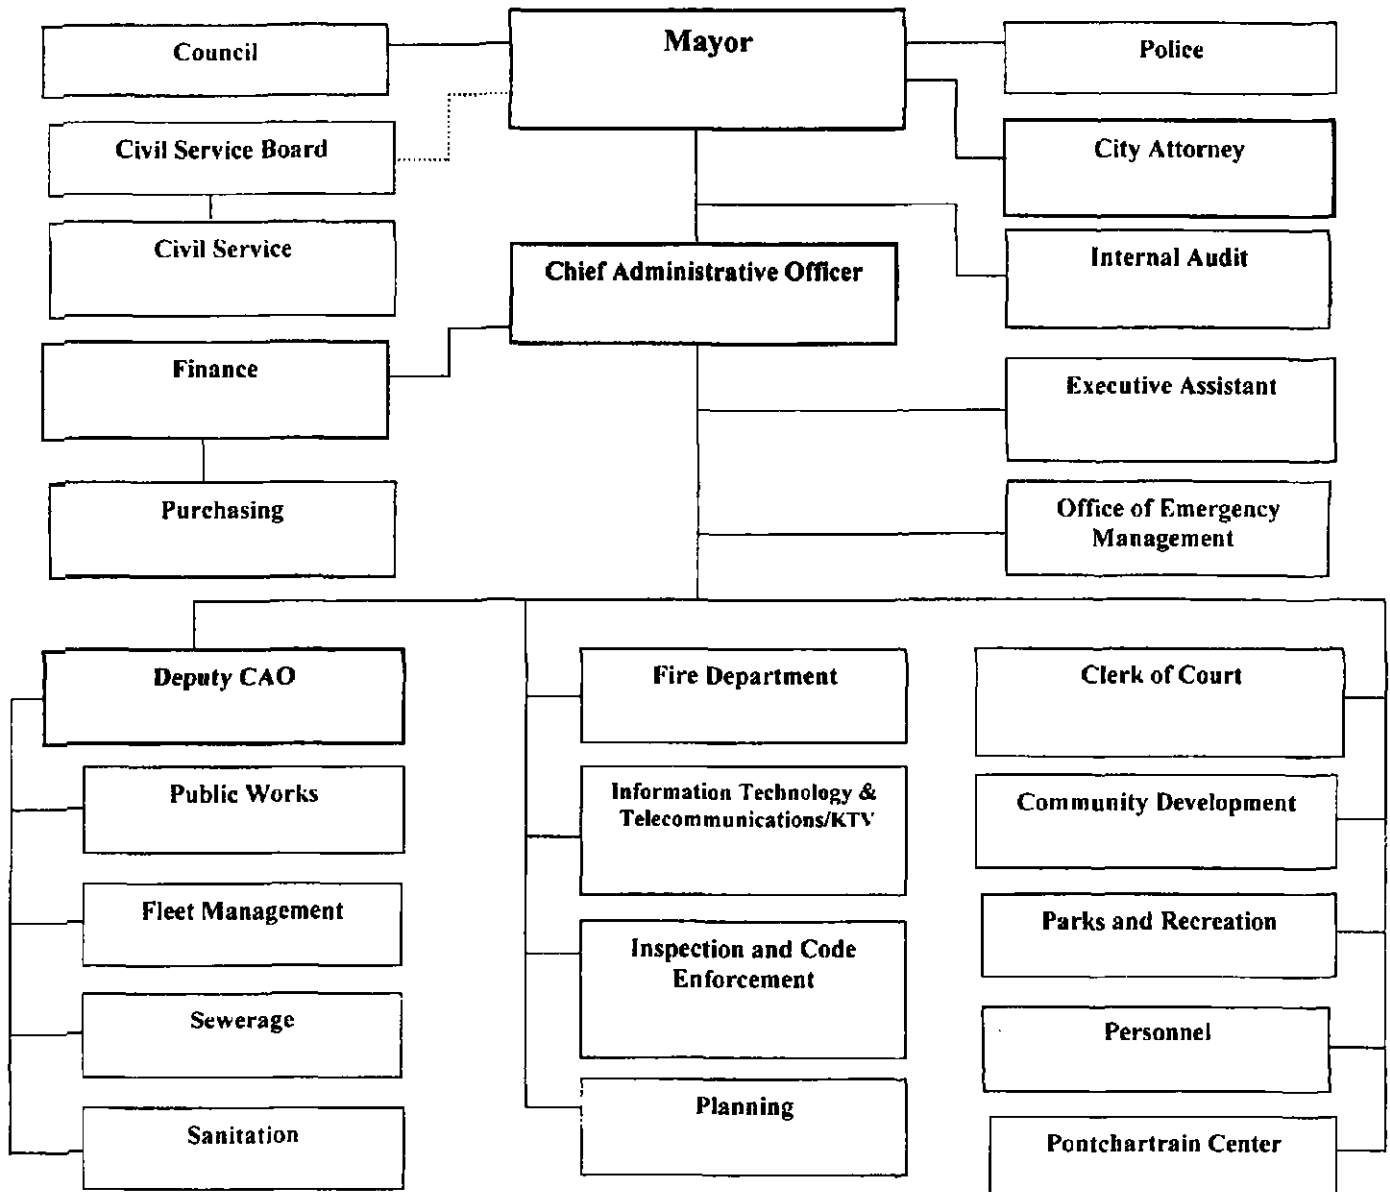 Mayor
Council
Police
Civil Service Board
City Attorney
Civil Service
Chief Administrative Officer
Internal Audit
Finance
Executive Assistant
Purchasing
Office of Emergency
Management
Deputy CAO
Fire Department
Clerk of Court
Public Works
Information Technology &
Telecommunications/KTV
Community Development
Fleet Management
Inspection and Code
Enforcement
Parks and Recreation
Sewerage
Personnel
Sanitation
Planning
Pontchartrain Center